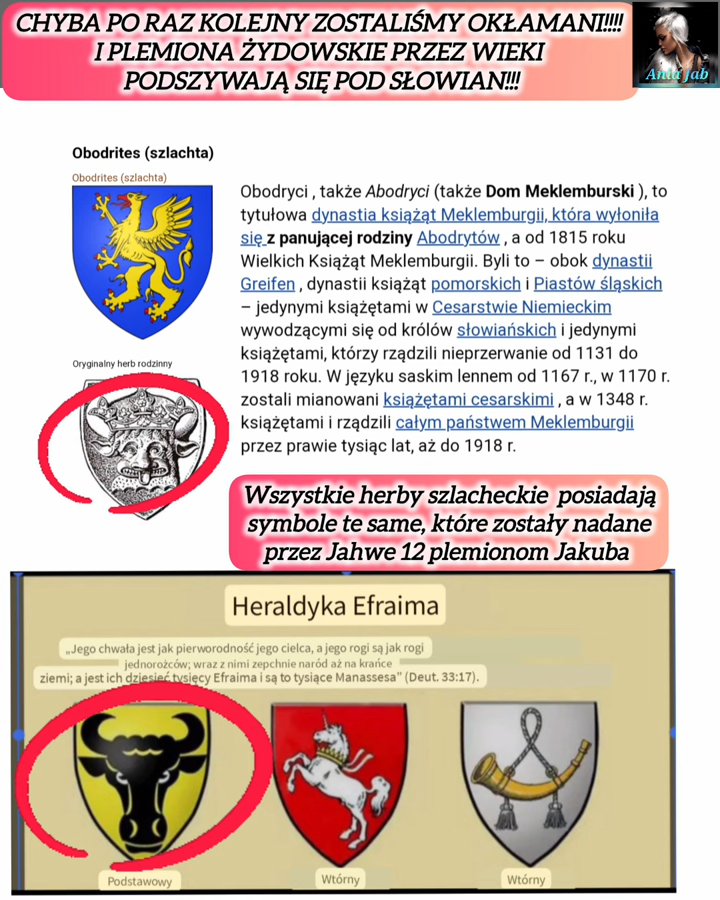 CHYBA PO RAZ KOLEJNY ZOSTALIŚMY OKŁAMANI!!!!
I PLEMIONA ŻYDOWSKIE PRZEZ WIEKI
PODSZYWAJĄ SIĘ POD SŁOWIAN!!!
Ania jab
Obodrites (szlachta)
Obodrites (szlachta)
Obodryci , także Abodryci (także Dom Meklemburski ), to
tytułowa dynastia książąt Meklemburgii, która wyłoniła
się z panującej rodziny Abodrytów , a od 1815 roku
Wielkich Książąt Meklemburgii. Byli to – obok dynastii
Greifen , dynastii książąt pomorskich i Piastów śląskich
– jedynymi książętami w Cesarstwie Niemieckim
wywodzącymi się od królów słowiańskich i jedynymi
książętami, którzy rządzili nieprzerwanie od 1131 do
1918 roku. W języku saskim lennem od 1167 r., w 1170 r.
zostali mianowani książętami cesarskimi , a w 1348 r.
książętami i rządzili całym państwem Meklemburgii
przez prawie tysiąc lat, aż do 1918 r.
Oryginalny herb rodzinny
Wszystkie herby szlacheckie posiadają
symbole te same, które zostały nadane
przez Jahwe 12 plemionom Jakuba
Heraldyka Efraima
„Jego chwała jest jak pierworodność jego cielca, a jego rogi są jak rogi
jednorożców; wraz z nimi zepchnie naród aż na krańce
ziemi; a jest ich dziesięć tysięcy Efraima i są to tysiące Manassesa” (Deut. 33:17).
Podstawowy
Wtórny
Wtórny